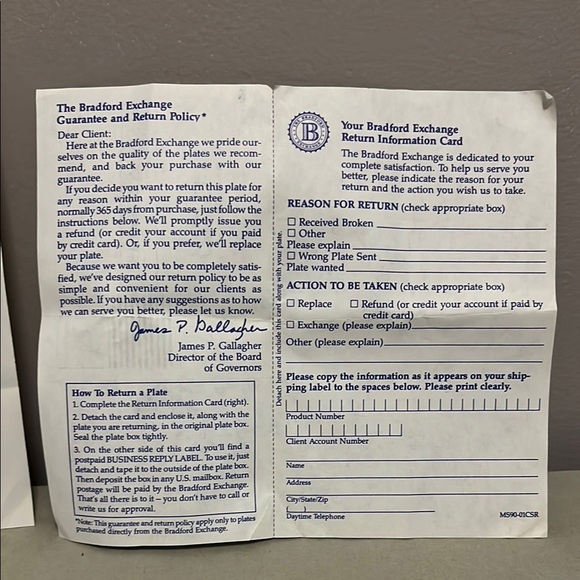 The Bradford Exchange
Guarantee and Return Policy*
Dear Client:
Here at the Bradford Exchange we pride our-
selves on the quality of the plates we recom-
mend, and back your purchase with our
guarantee.
If you decide you want to return this plate for
any reason within your guarantee period,
normally 365 days from purchase, just follow the
instructions below. We'll promptly issue you
a refund (or credit your account if you paid
by credit card). Or, if you prefer, we'll replace
your plate.
Because we want you to be completely satis-
fied, we've designed our return policy to be as
simple and convenient for our clients as
possible. If you have any suggestions as to how
we can serve you better, please let us know.
James P. Gallagher
James P. Gallagher
Director of the Board
of Governors
How To Return a Plate
1. Complete the Return Information Card (right).
2. Detach the card and enclose it, along with the
plate you are returning, in the original plate box.
Seal the plate box tightly.
3. On the other side of this card you'll find a
postpaid BUSINESS REPLY LABEL. To use it, just
detach and tape it to the outside of the plate box.
Then deposit the box in any U.S. mailbox. Return
postage will be paid by the Bradford Exchange.
That's all there is to it – you don't have to call or
write us for approval.
*Note: This guarantee and return policy apply only to plates
purchased directly from the Bradford Exchange.
Detach here and include this card along with your plate.
THE BRADFORD
B
EXCHANGE
Your Bradford Exchange
Return Information Card
The Bradford Exchange is dedicated to your
complete satisfaction. To help us serve you
better, please indicate the reason for your
return and the action you wish us to take.
REASON FOR RETURN (check appropriate box)
Received Broken
Other
Please explain
Wrong Plate Sent
Plate wanted
ACTION TO BE TAKEN (check appropriate box)
Replace Refund (or credit your account if paid by
credit card)
Exchange (please explain)
Other (please explain)
Please copy the information as it appears on your ship-
ping label to the spaces below. Please print clearly.
Product Number
Client Account Number
Name
Address
City/State/Zip
( )
Daytime Telephone MS90-01CSR